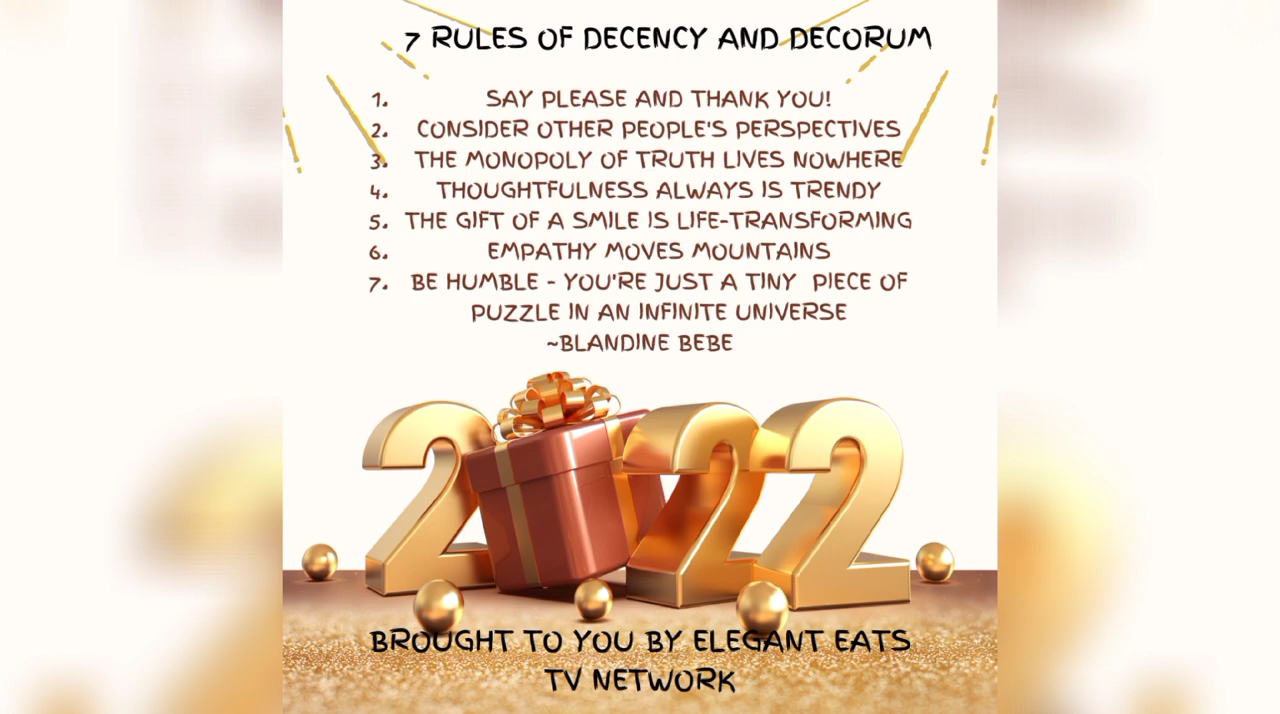 7 RULES OF DECENCY AND DECORUM
1. SAY PLEASE AND THANK YOU!
2. CONSIDER OTHER PEOPLE'S PERSPECTIVES
3. THE MONOPOLY OF TRUTH LIVES NOWHERE
4. THOUGHTFULNESS ALWAYS IS TRENDY
5. THE GIFT OF A SMILE IS LIFE-TRANSFORMING
6. EMPATHY MOVES MOUNTAINS
7. BE HUMBLE - YOU'RE JUST A TINY PIECE OF
PUZZLE IN AN INFINITE UNIVERSE
~BLANDINE BEBE
2 22
BROUGHT TO YOU BY ELEGANT EATS
TV NETWORK